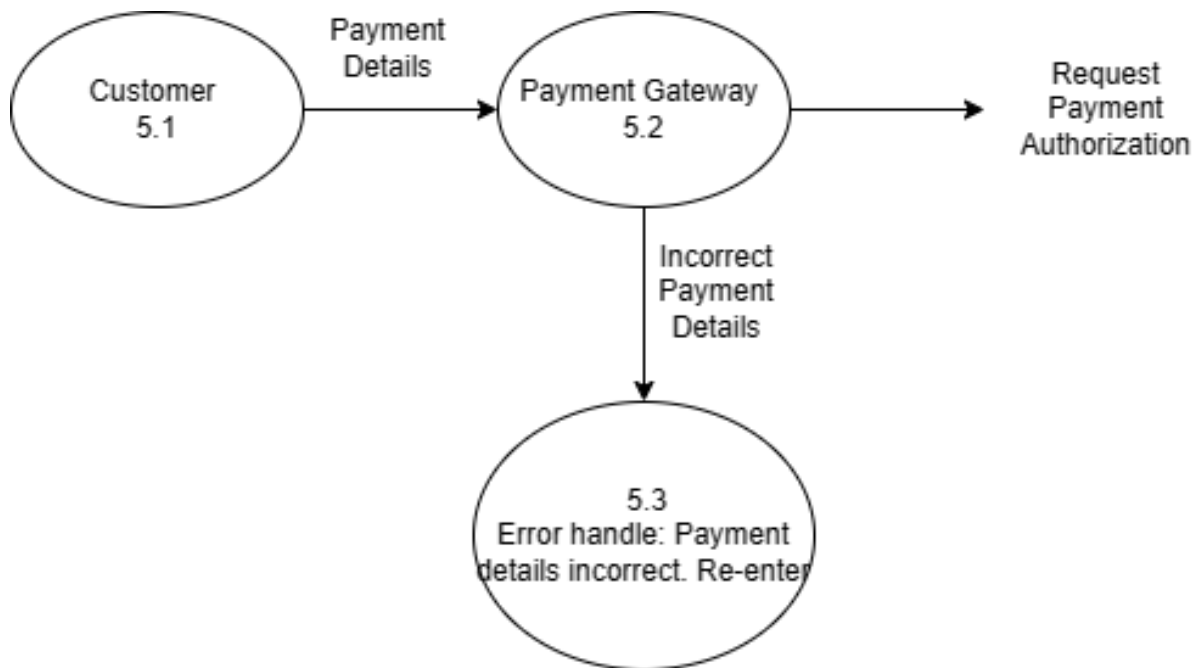 Customer
5.1
Payment
Details
Payment Gateway
5.2
Request
Payment
Authorization
Incorrect
Payment
Details
5.3
Error handle: Payment
details incorrect. Re-enter